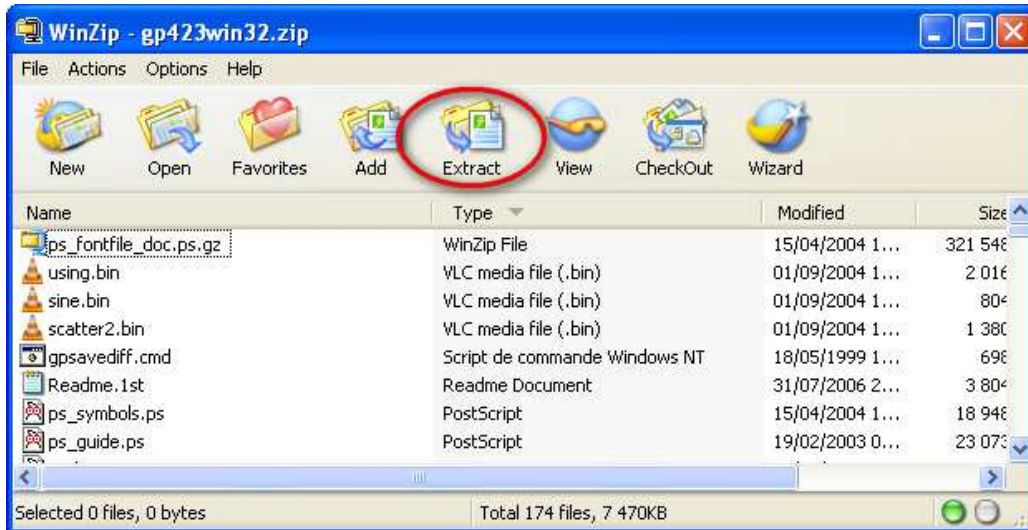 WinZip - gp423win32.zip
File Actions Options Help
New Open Favorites Add Extract View CheckOut Wizard
Name Type Modified Size
ps_fontfile_doc.ps.gz WinZip File 15/04/2004 1... 321 548
using.bin VLC media file (.bin) 01/09/2004 1... 2 016
sine.bin VLC media file (.bin) 01/09/2004 1... 804
scatter2.bin VLC media file (.bin) 01/09/2004 1... 1 380
gpsavediff.cmd Script de commande Windows NT 18/05/1999 1... 698
Readme.1st Readme Document 31/07/2006 2... 3 804
ps_symbols.ps PostScript 15/04/2004 1... 18 948
ps_guide.ps PostScript 19/02/2003 0... 23 073
Selected 0 files, 0 bytes Total 174 files, 7 470KB